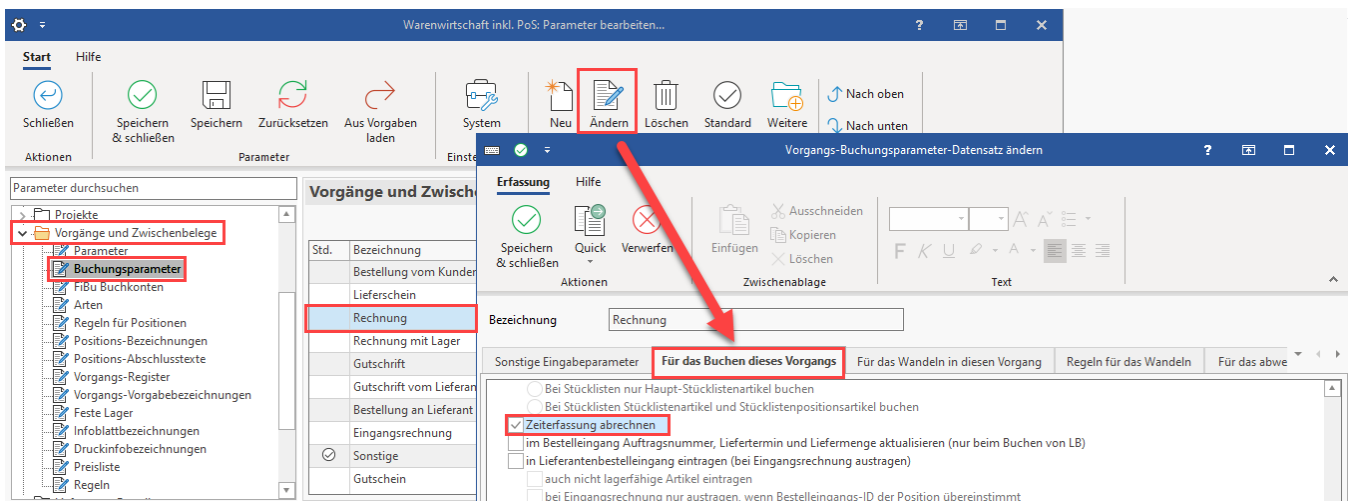 Warenwirtschaft inkl. PoS: Parameter bearbeiten...
Start Hilfe
Schließen
Speichern & schließen
Speichern
Zurücksetzen
Aus Vorgaben laden
System
Neu
Ändern
Löschen
Standard
Weitere
Nach oben
Nach unten
Aktionen
Parameter
Einste
Parameter durchsuchen
Projekte
Vorgänge und Zwischenbelege
Parameter
Buchungsparameter
FiBu Buchkonten
Arten
Regeln für Positionen
Positions-Bezeichnungen
Positions-Abschlusstexte
Vorgangs-Register
Vorgangs-Vorgabebezeichnungen
Feste Lager
Infoblattbezeichnungen
Druckinfobezeichnungen
Preisliste
Regeln
Vorgänge und Zwisch
Std. Bezeichnung
Bestellung vom Kunden
Lieferschein
Rechnung
Rechnung mit Lager
Gutschrift
Gutschrift vom Lieferan
Bestellung an Lieferant
Eingangsrechnung
Sonstige
Gutschein
Vorgangs-Buchungsparameter-Datensatz ändern
Erfassung Hilfe
Speichern & schließen
Quick
Verwerfen
Einfügen
Ausschneiden
Kopieren
Löschen
F K U A
Aktionen
Zwischenablage
Text
Bezeichnung Rechnung
Sonstige Eingabeparameter Für das Buchen dieses Vorgangs Für das Wandeln in diesen Vorgang Regeln für das Wandeln Für das abwe
Bei Stücklisten nur Haupt-Stücklistenartikel buchen
Bei Stücklisten Stücklistenartikel und Stücklistenpositionsartikel buchen
Zeiterfassung abrechnen
im Bestelleingang Auftragsnummer, Liefertermin und Liefermenge aktualisieren (nur beim Buchen von LB)
in Lieferantenbestelleingang eintragen (bei Eingangsrechnung austragen)
auch nicht lagerfähige Artikel eintragen
bei Eingangsrechnung nur austragen, wenn Bestelleingangs-ID der Position übereinstimmt